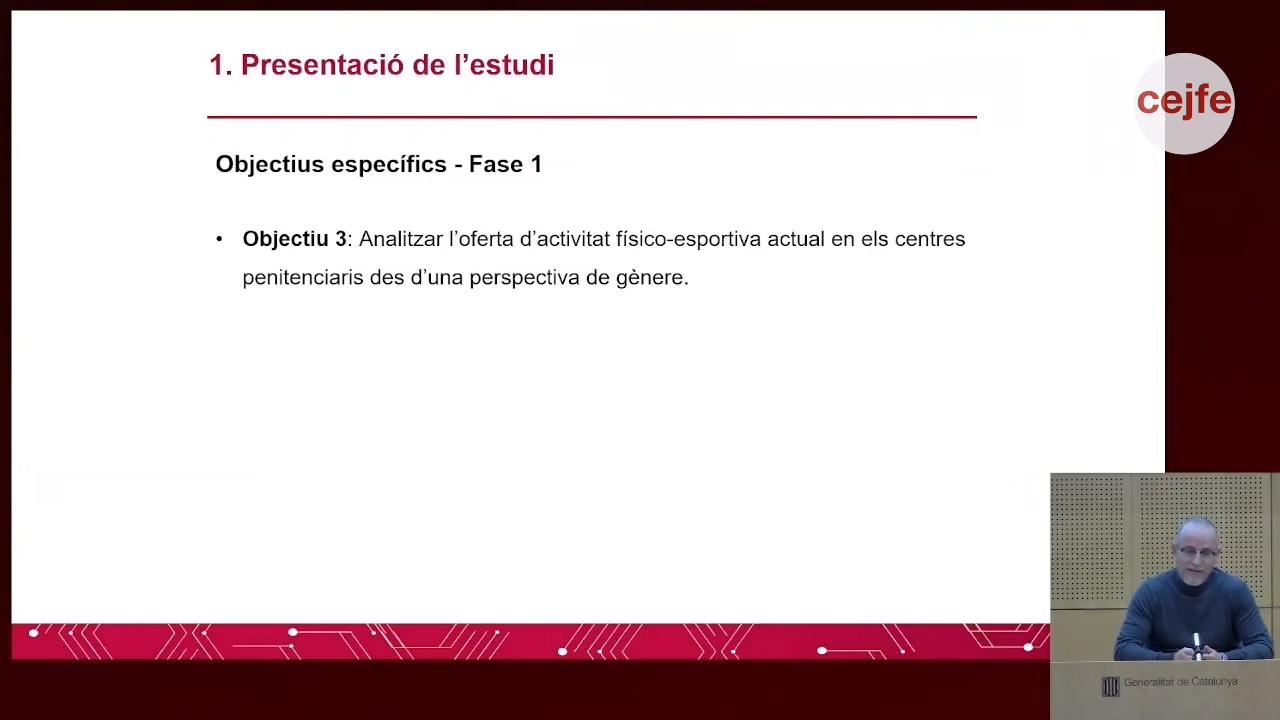 1. Presentació de l’estudi
cejfe
Objectius específics - Fase 1
• Objectiu 3: Analitzar l’oferta d’activitat físico-esportiva actual en els centres
penitenciaris des d’una perspectiva de gènere.
Generalitat de Catalunya